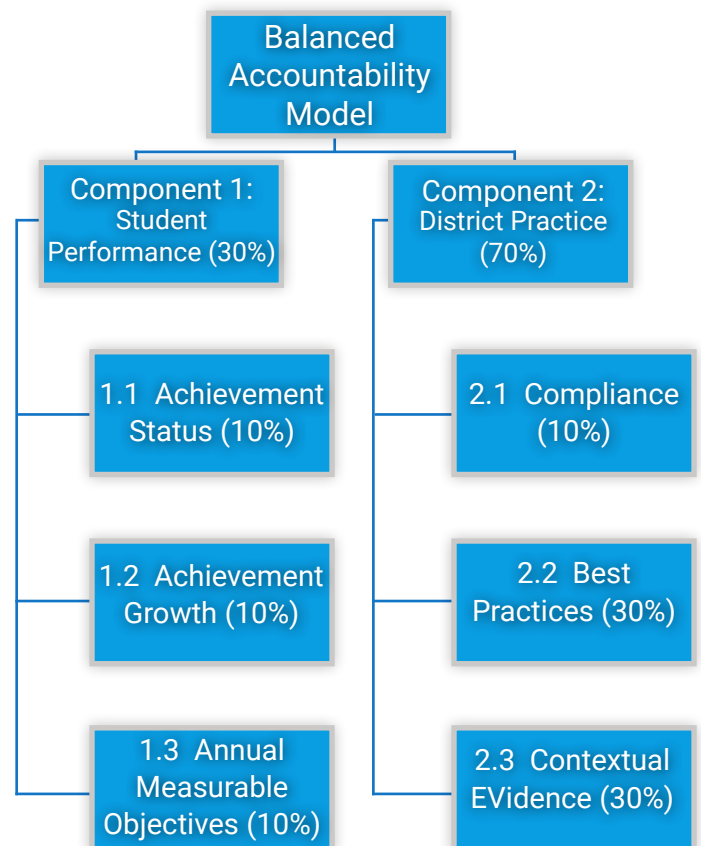 Balanced
Accountability
Model
Component 1:
Student
Performance (30%)
Component 2:
District Practice
(70%)
1.1 Achievement
Status (10%)
2.1 Compliance
(10%)
1.2 Achievement
Growth (10%)
2.2 Best
Practices (30%)
1.3 Annual
Measurable
Objectives (10%)
2.3 Contextual
EVidence (30%)